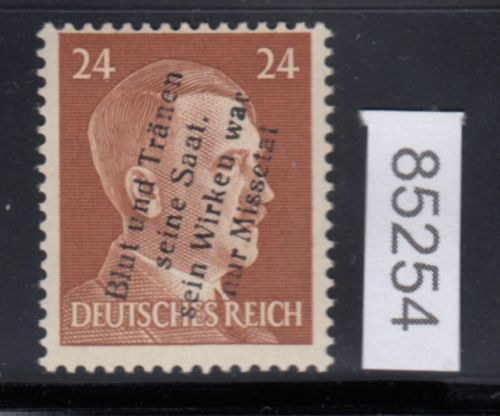 24 24
Blut und Tränen
seine Saat.
sein Wirken war
nur Missetat
DEUTSCHES REICH
85254